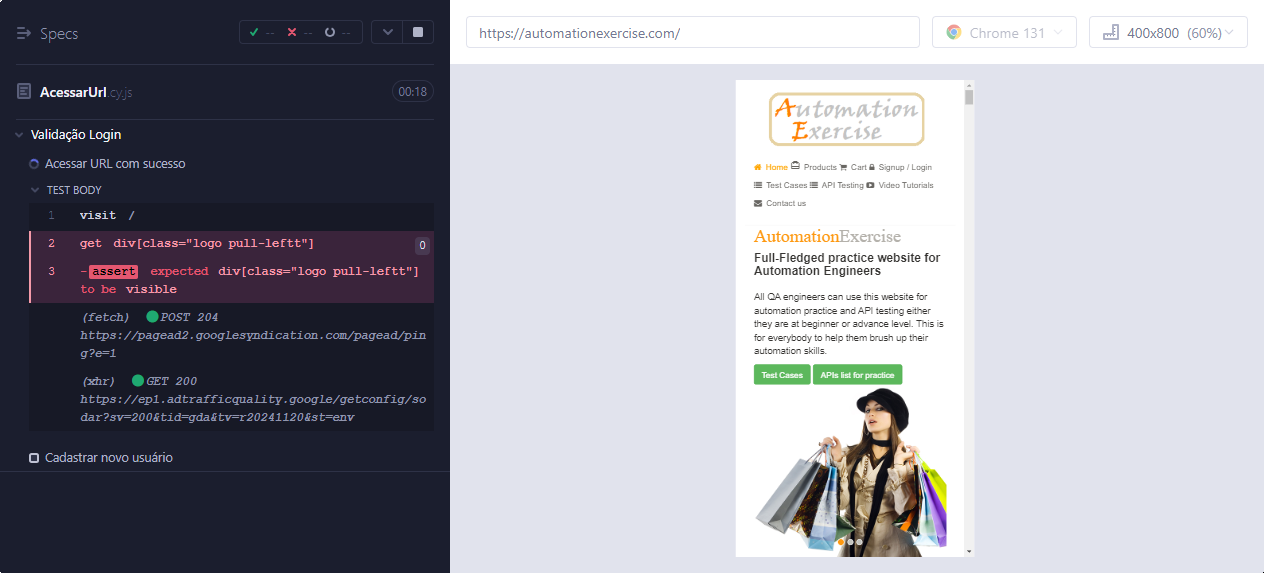 Specs
-- -- --
AcessarUrl.cy.js 00:18
Validação Login
Acessar URL com sucesso
TEST BODY
1 visit /
2 get div[class="logo pull-leftt"] 0
3 -assert expected div[class="logo pull-leftt"]
to be visible
(fetch) POST 204
https://pagead2.googlesyndication.com/pagead/pin
g?e=1
(xhr) GET 200
https://ep1.adtrafficquality.google/getconfig/so
dar?sv=200&tid=gda&tv=r20241120&st=env
Cadastrar novo usuário
https://automationexercise.com/
Chrome 131
400x800 (60%)
Automation
Exercise
Home Products Cart Signup / Login
Test Cases API Testing Video Tutorials
Contact us
AutomationExercise
Full-Fledged practice website for
Automation Engineers
All QA engineers can use this website for
automation practice and API testing either
they are at beginner or advance level. This is
for everybody to help them brush up their
automation skills.
Test Cases APIs list for practice